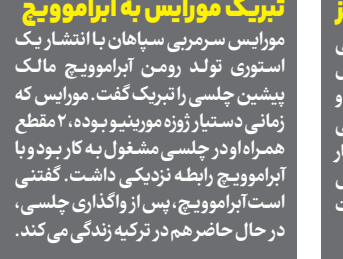 تبریک مورایس به آبراموویچ
مورایس سرمربی سپاهان با انتشار یک
استوری تولد رومن آبراموویچ مالک
پیشین چلسی را تبریک گفت. مورایس که
زمانی دستیار ژوزه مورینیو بوده، ۲مقطع
همراه او در چلسی مشغول به کار بود و با
آبراموویچ رابطه نزدیکی داشت. گفتنی
است آبراموویچ، پس از واگذاری چلسی،
در حال حاضر هم در ترکیه زندگی می کند.